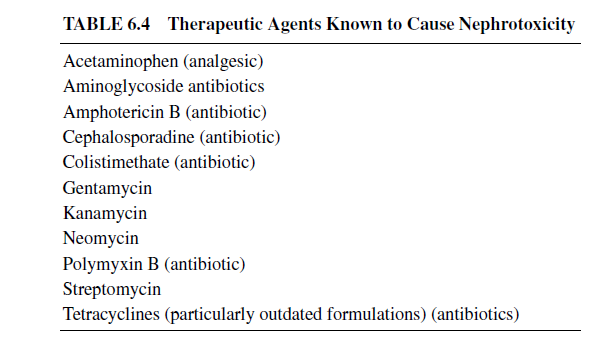 TABLE 6.4 Therapeutic Agents Known to Cause Nephrotoxicity
Acetaminophen (analgesic)
Aminoglycoside antibiotics
Amphotericin B (antibiotic)
Cephalosporadine (antibiotic)
Colistimethate (antibiotic)
Gentamycin
Kanamycin
Neomycin
Polymyxin B (antibiotic)
Streptomycin
Tetracyclines (particularly outdated formulations) (antibiotics)